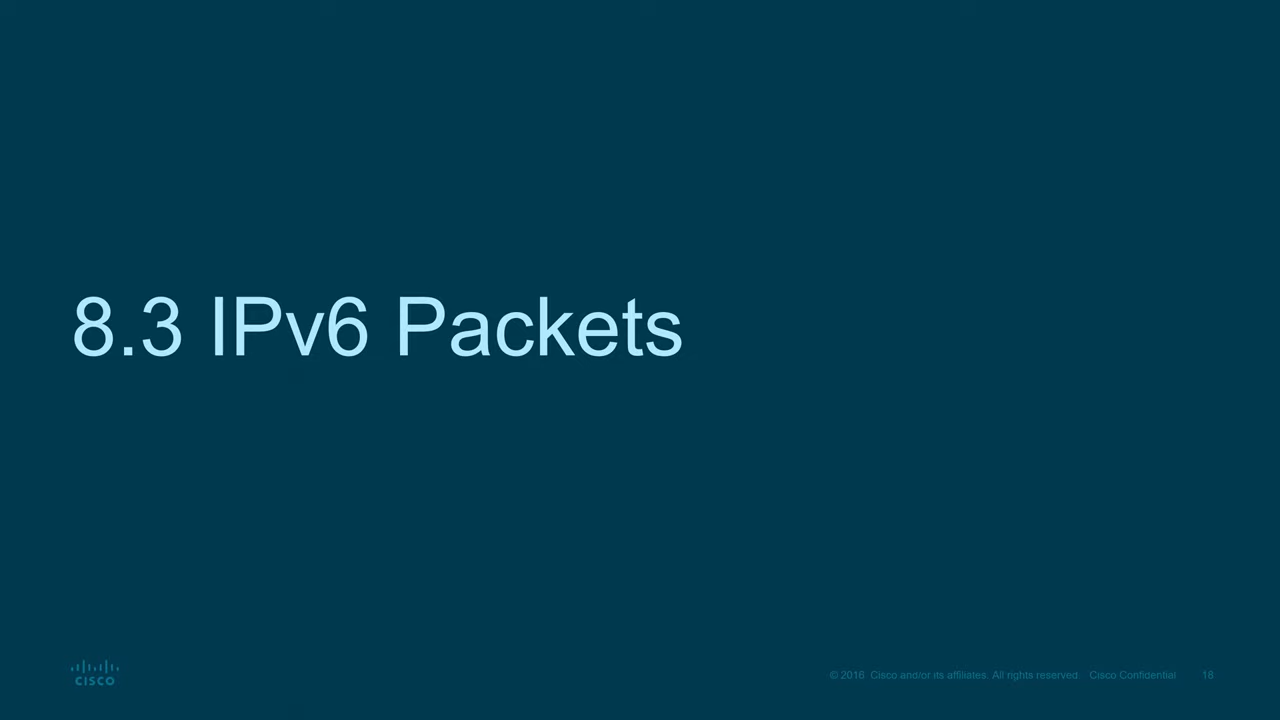 8.3 IPv6 Packets
CISCO
© 2016 Cisco and/or its affiliates. All rights reserved. Cisco Confidential 18